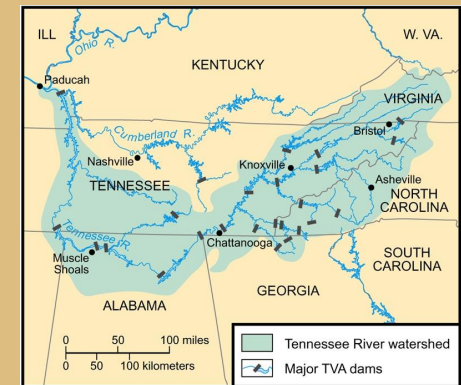 ILL
Ohio R.
W. VA.
KENTUCKY
Paducah
VIRGINIA
Cumberland R.
Bristol
Nashville
Knoxville
TENNESSEE
Asheville
NORTH
CAROLINA
Tennessee R.
Chattanooga
Muscle
Shoals
SOUTH
CAROLINA
GEORGIA
ALABAMA
0 50 100 miles
0 50 100 kilometers
Tennessee River watershed
Major TVA dams